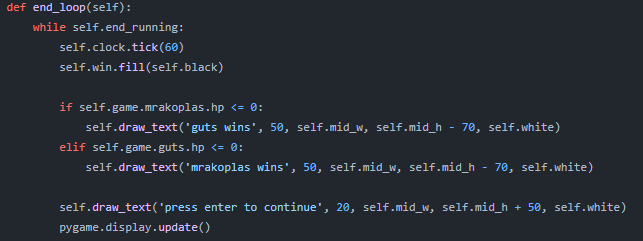 def end_loop(self):
    while self.end_running:
        self.clock.tick(60)
        self.win.fill(self.black)

        if self.game.mrakoplas.hp <= 0:
            self.draw_text('guts wins', 50, self.mid_w, self.mid_h - 70, self.white)
        elif self.game.guts.hp <= 0:
            self.draw_text('mrakoplas wins', 50, self.mid_w, self.mid_h - 70, self.white)

        self.draw_text('press enter to continue', 20, self.mid_w, self.mid_h + 50, self.white)
        pygame.display.update()